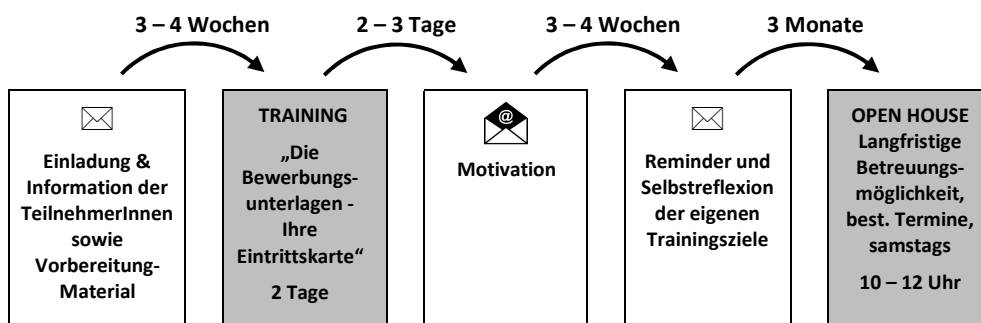 3 – 4 Wochen
2 – 3 Tage
3 – 4 Wochen
3 Monate
Einladung &
Information der
TeilnehmerInnen
sowie
Vorbereitung-
Material
TRAINING
„Die
Bewerbungs-
unterlagen -
Ihre
Eintrittskarte“
2 Tage
@
Motivation
Reminder und
Selbstreflexion
der eigenen
Trainingsziele
OPEN HOUSE
Langfristige
Betreuungs-
möglichkeit,
best. Termine,
samstags
10 – 12 Uhr